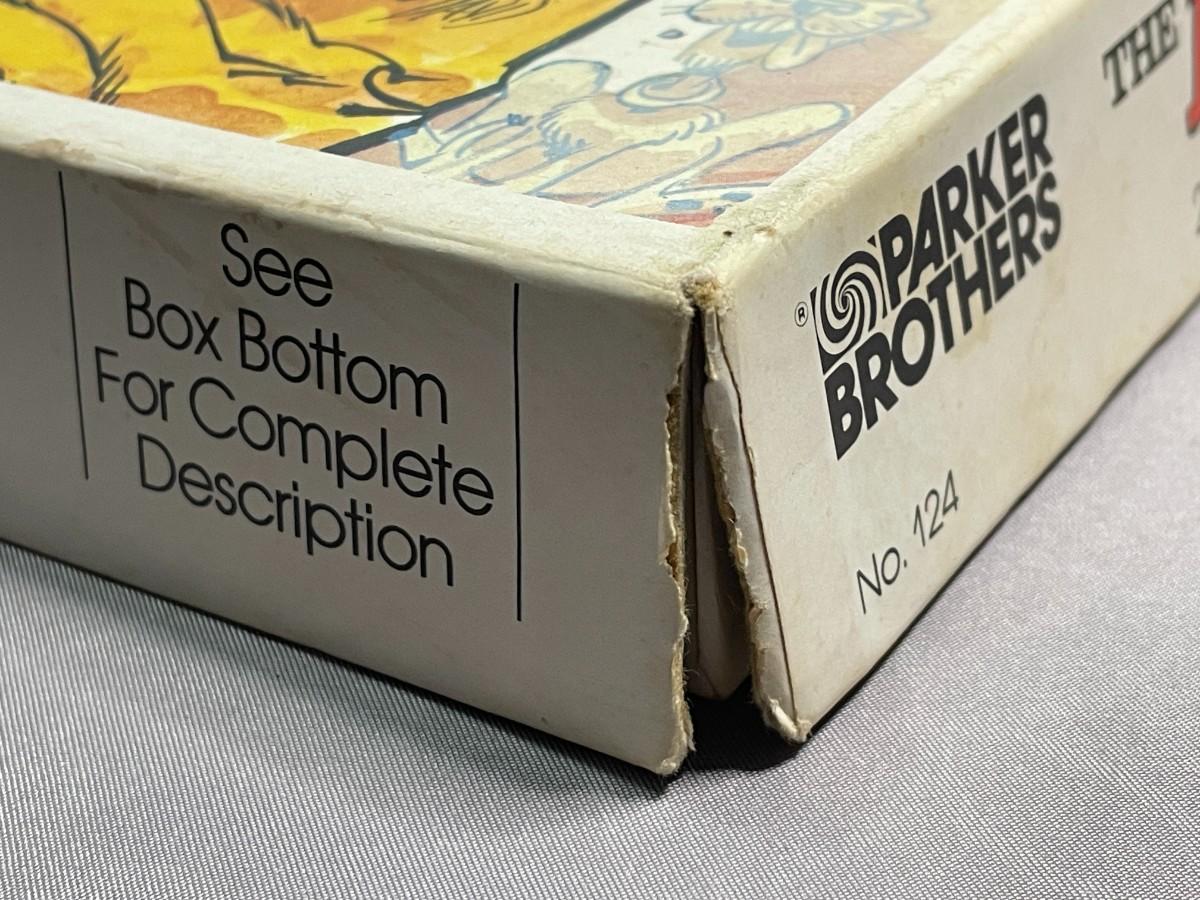 See
Box Bottom
For Complete
Description
THE
® PARKER
BROTHERS
No. 124